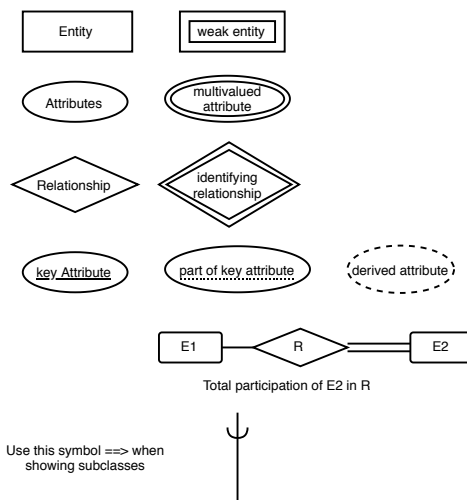 Entity
weak entity
Attributes
multivalued
attribute
Relationship
identifying
relationship
key Attribute
part of key attribute
derived attribute
E1
R
E2
Total participation of E2 in R
Use this symbol ==> when
showing subclasses